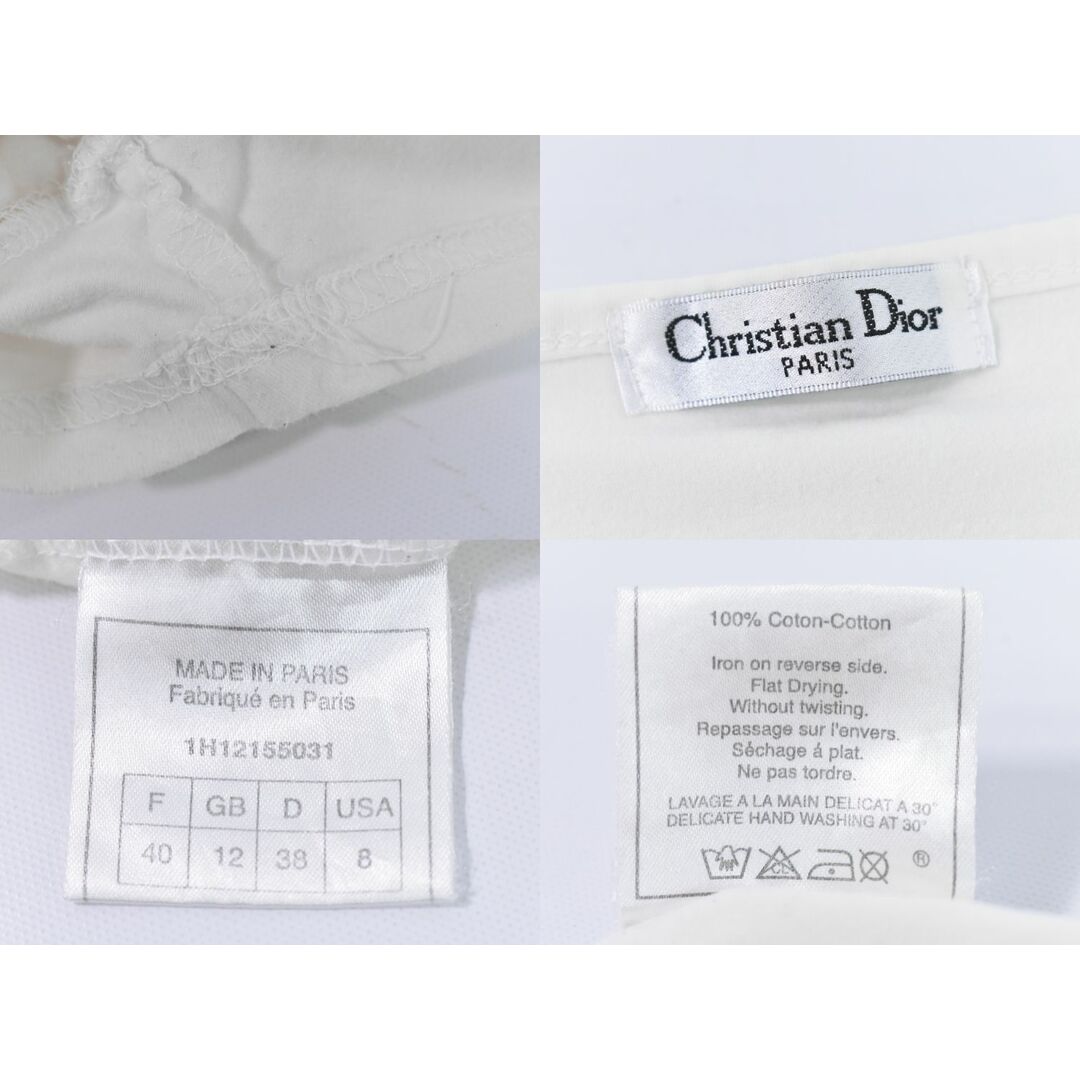 Christian Dior
PARIS
MADE IN PARIS
Fabriqué en Paris
1H12155031
F GB D USA
40 12 38 8
100% Coton-Cotton
Iron on reverse side.
Flat Drying.
Without twisting.
Repassage sur l'envers.
Séchage á plat.
Ne pas tordre.
LAVAGE A LA MAIN DELICAT A 30°
DELICATE HAND WASHING AT 30°
CL
®